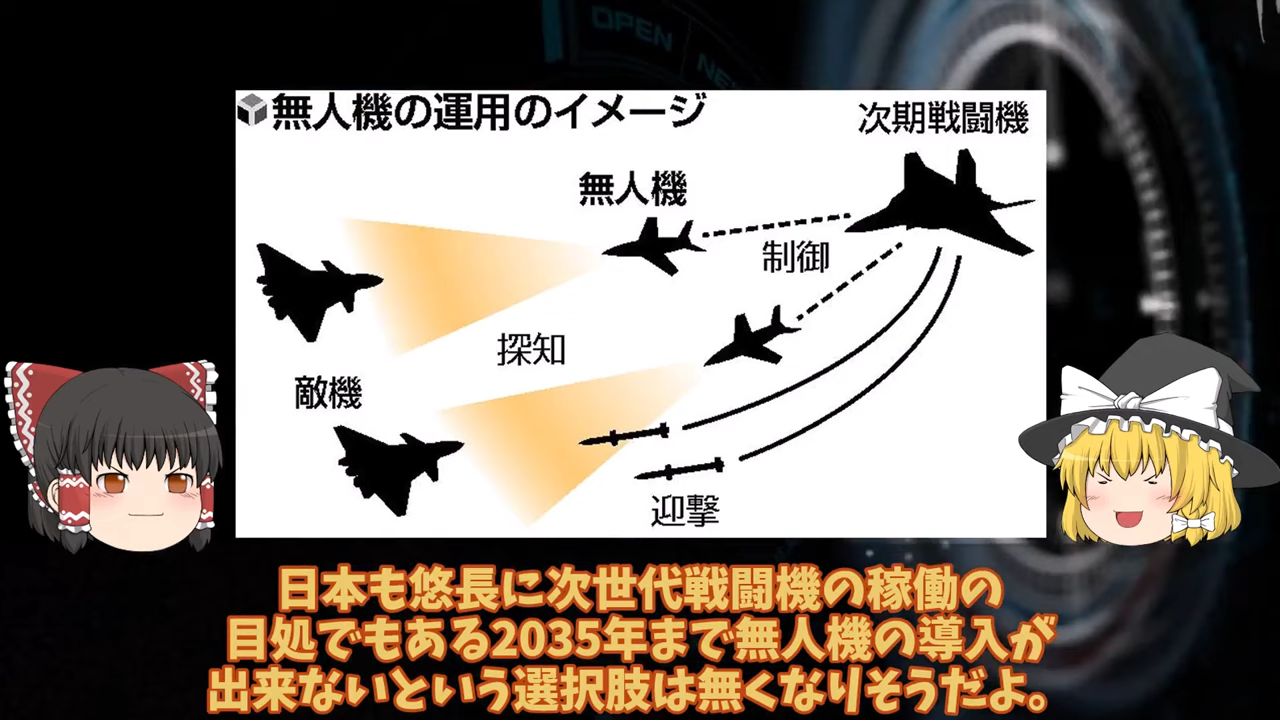 OPEN
無人機の運用のイメージ
次期戦闘機
無人機
制御
探知
敵機
迎撃
日本も悠長に次世代戦闘機の稼働の
目処でもある2035年まで無人機の導入が
出来ないという選択肢は無くなりそうだよ。